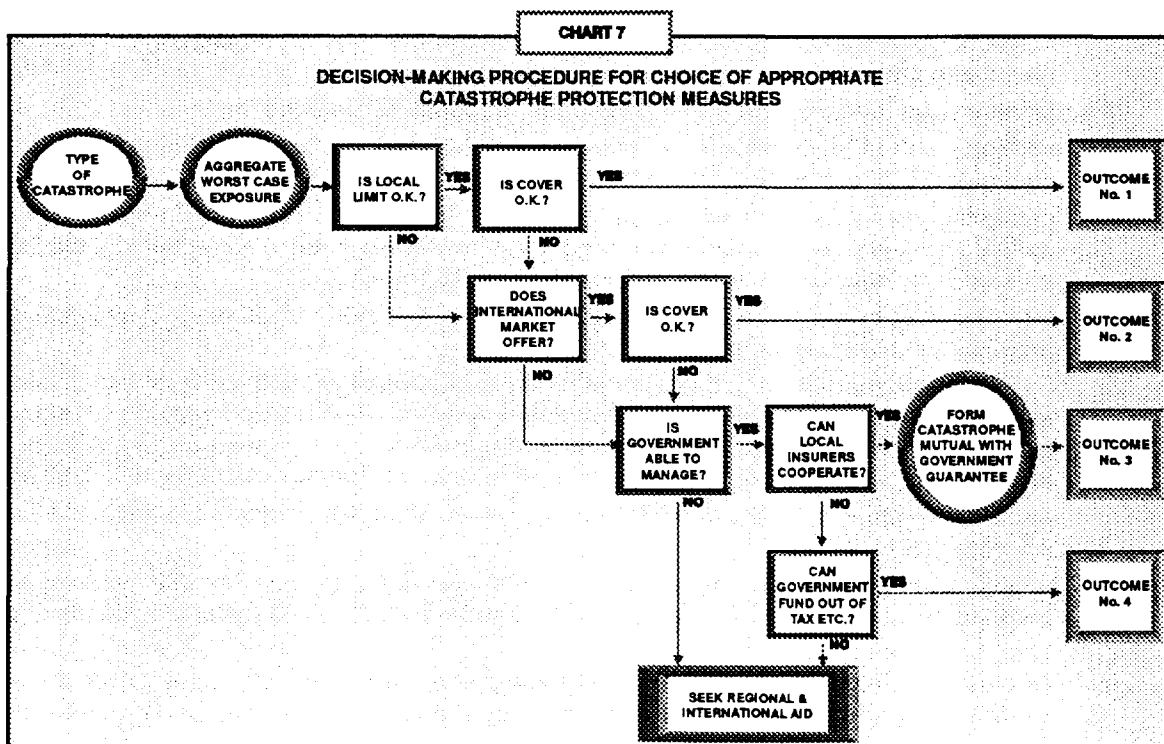 CHART 7
DECISION-MAKING PROCEDURE FOR CHOICE OF APPROPRIATE
CATASTROPHE PROTECTION MEASURES
TYPE
OF
CATASTROPHE
AGGREGATE
WORST CASE
EXPOSURE
IS LOCAL
LIMIT O.K.?
YES
IS COVER
O.K.?
YES
OUTCOME
No. 1
NO
NO
DOES
INTERNATIONAL
MARKET
OFFER?
YES
IS COVER
O.K.?
YES
OUTCOME
No. 2
NO
NO
IS
GOVERNMENT
ABLE TO
MANAGE?
YES
CAN
LOCAL
INSURERS
COOPERATE?
YES
FORM
CATASTROPHE
MUTUAL WITH
GOVERNMENT
GUARANTEE
OUTCOME
No. 3
NO
NO
CAN
GOVERNMENT
FUND OUT OF
TAX ETC.?
YES
OUTCOME
No. 4
NO
SEEK REGIONAL &
INTERNATIONAL AID